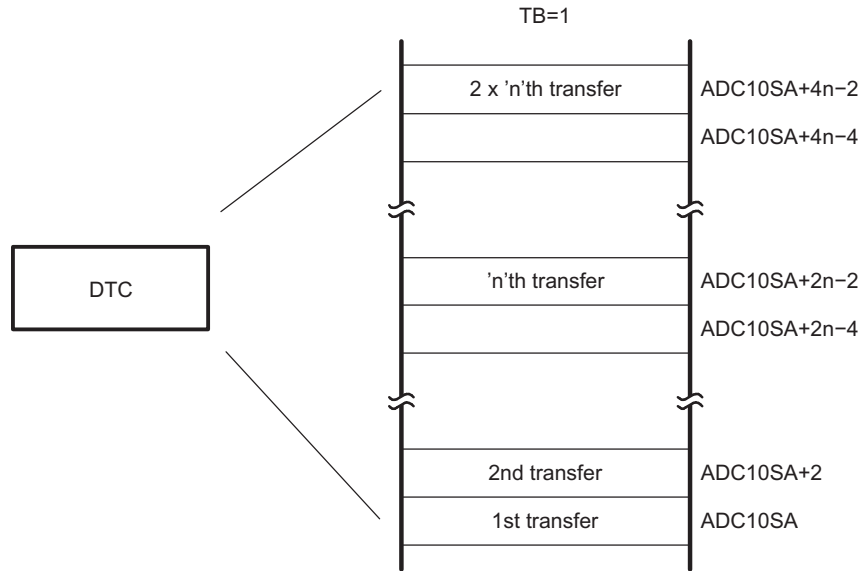 TB=1
2 x 'n'th transfer ADC10SA+4n−2
ADC10SA+4n−4
DTC
'n'th transfer ADC10SA+2n−2
ADC10SA+2n−4
2nd transfer ADC10SA+2
1st transfer ADC10SA